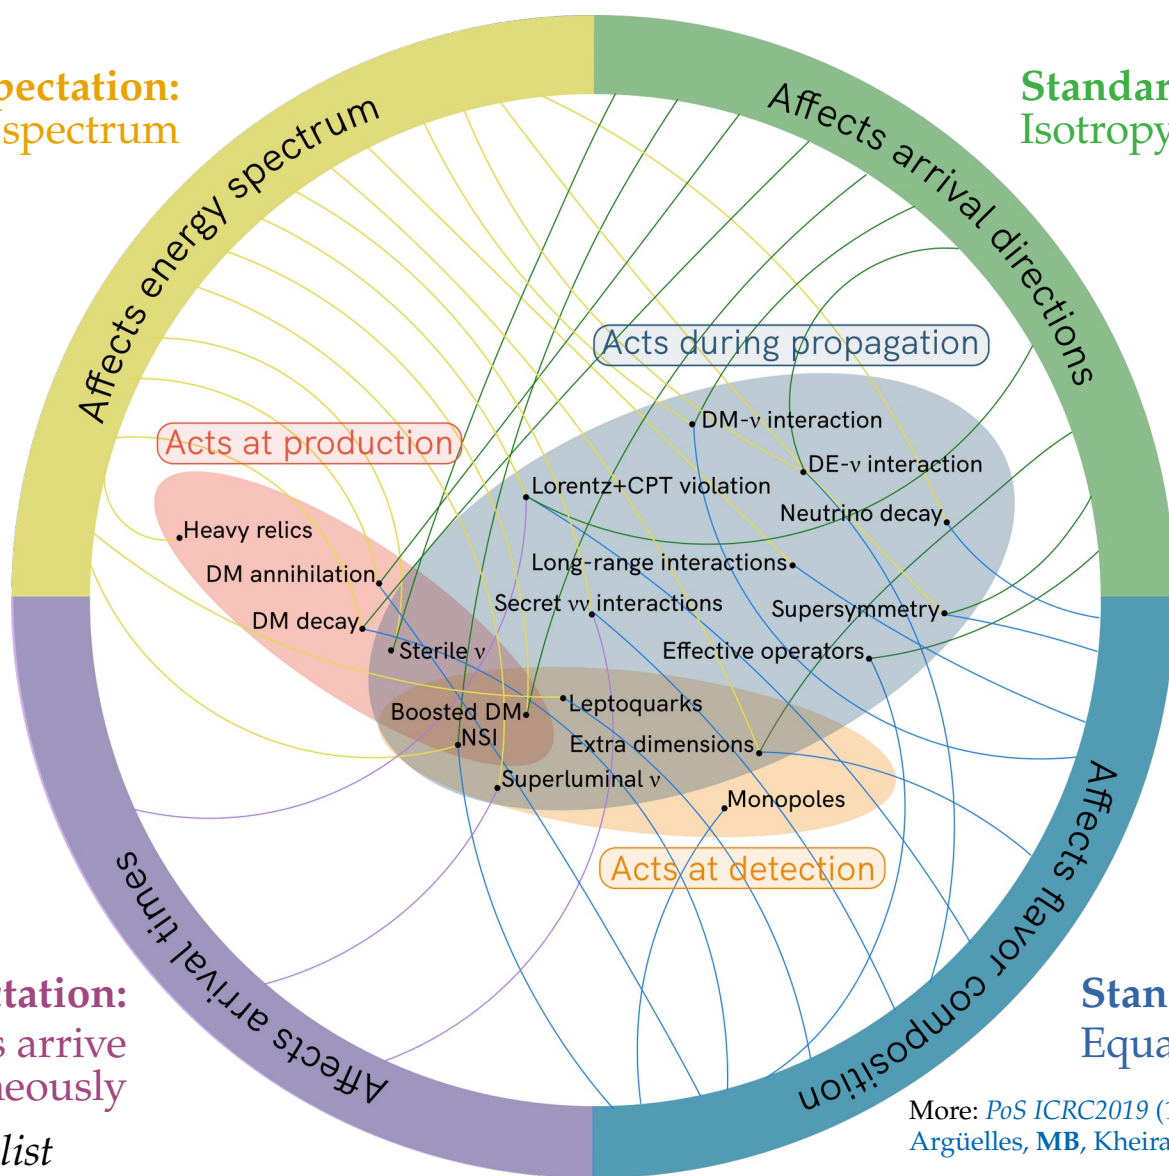 pectation:
spectrum
Standar
Isotropy
Affects energy spectrum
Affects arrival directions
Acts during propagation
Acts at production
DM-ν interaction
DE-ν interaction
Lorentz+CPT violation
Neutrino decay
Heavy relics
Long-range interactions
DM annihilation
Secret νν interactions
Supersymmetry
DM decay
Sterile ν
Effective operators
Leptoquarks
Boosted DM
NSI
Extra dimensions
Superluminal ν
Monopoles
Acts at detection
Affects arrival times
Affects flavor composition
ctation:
s arrive
neously
list
Stan
Equa
More: PoS ICRC2019 (1
Argüelles, MB, Kheira